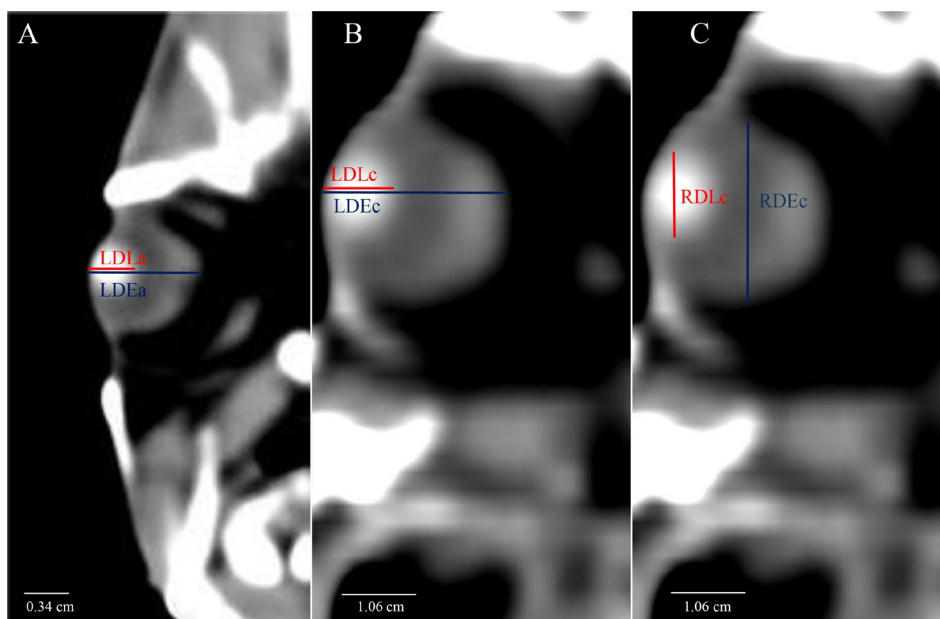 A
B
C
LDLa
LDEa
LDLc
LDEc
RDLc
RDEc
0.34 cm
1.06 cm
1.06 cm